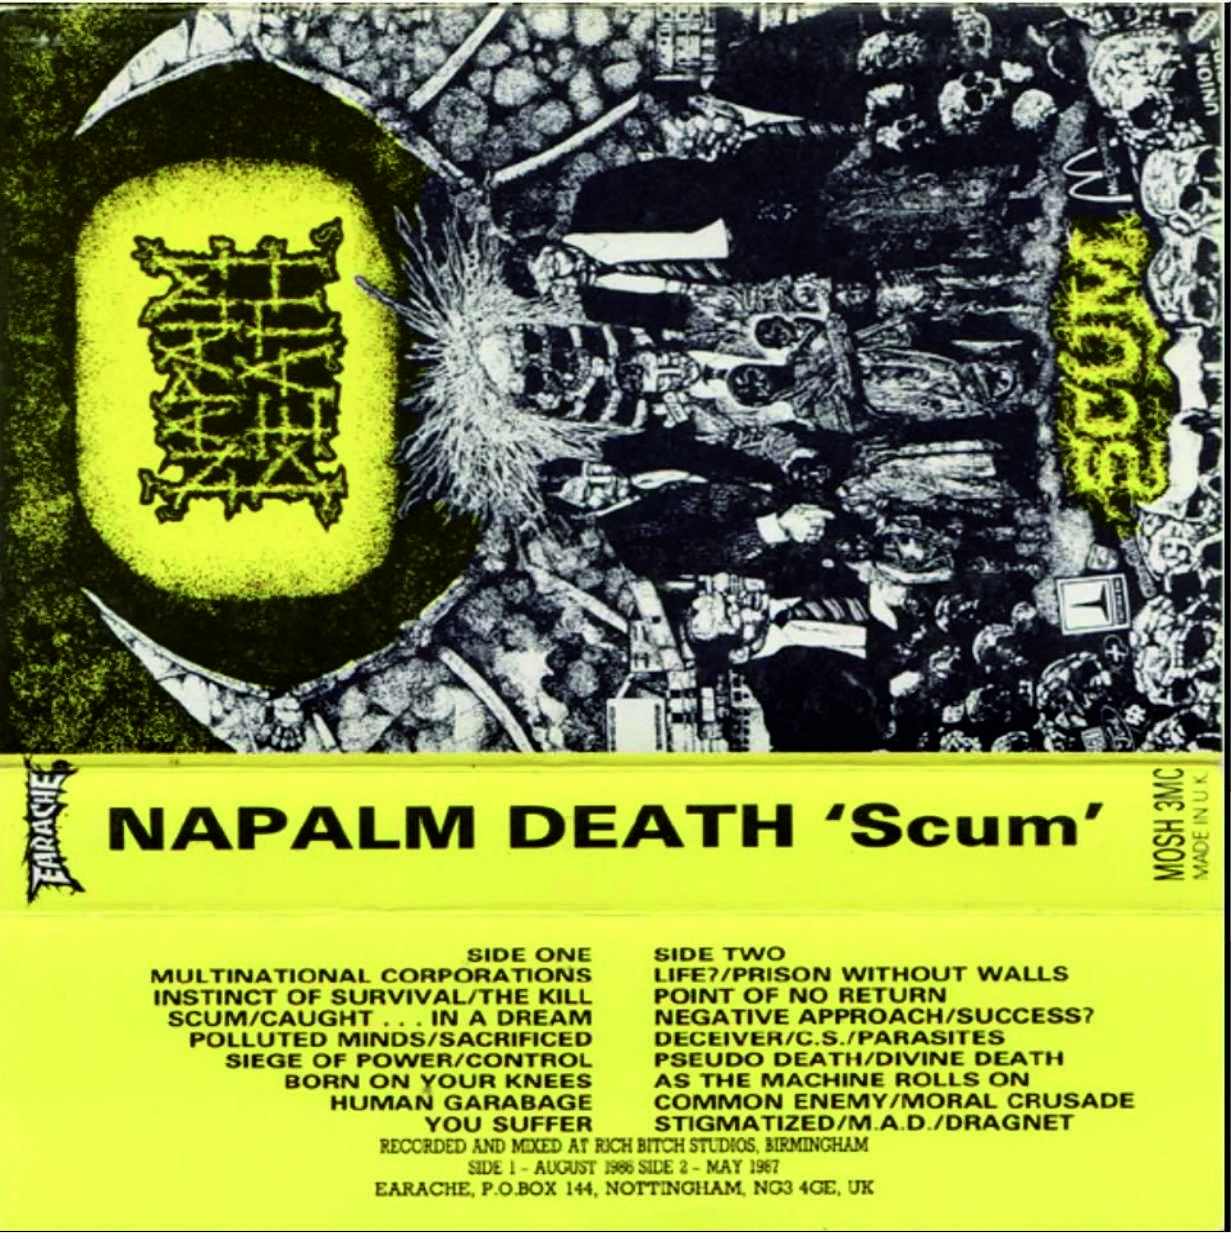 NAPALM
DEATH
SCUM
UNION
EARACHE
NAPALM DEATH 'Scum'
MOSH 3MC
MADE IN U.K.
SIDE ONE
MULTINATIONAL CORPORATIONS
INSTINCT OF SURVIVAL/THE KILL
SCUM/CAUGHT . . . IN A DREAM
POLLUTED MINDS/SACRIFICED
SIEGE OF POWER/CONTROL
BORN ON YOUR KNEES
HUMAN GARABAGE
YOU SUFFER
SIDE TWO
LIFE?/PRISON WITHOUT WALLS
POINT OF NO RETURN
NEGATIVE APPROACH/SUCCESS?
DECEIVER/C.S./PARASITES
PSEUDO DEATH/DIVINE DEATH
AS THE MACHINE ROLLS ON
COMMON ENEMY/MORAL CRUSADE
STIGMATIZED/M.A.D./DRAGNET
RECORDED AND MIXED AT RICH BITCH STUDIOS, BIRMINGHAM
SIDE 1 - AUGUST 1986 SIDE 2 - MAY 1987
EARACHE, P.O.BOX 144, NOTTINGHAM, NG3 4GE, UK